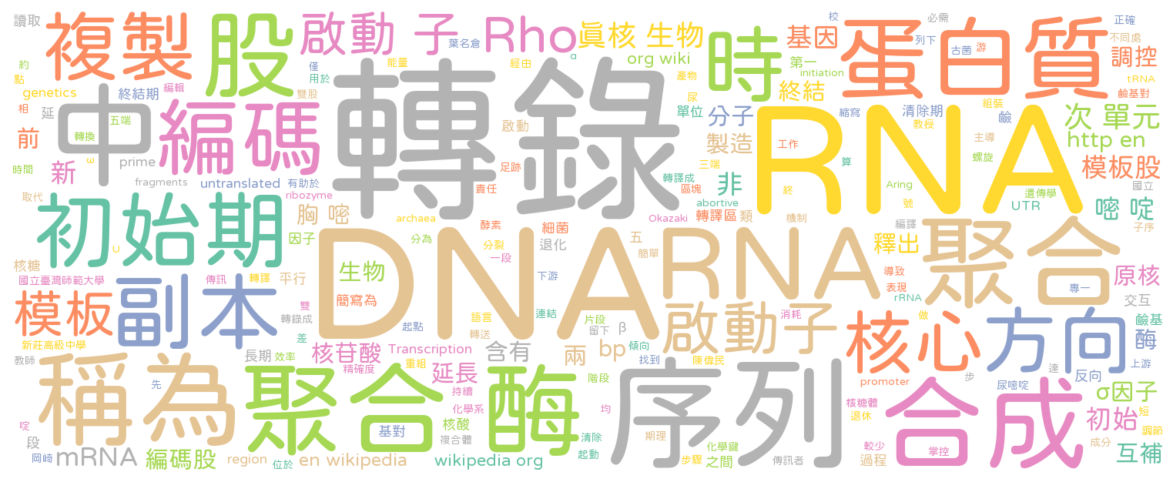 讀取
複製
股
啟動 子
Rho
眞核 生物
org wiki
時
基因
蛋白質
調控
必需
校
正確
列下
古菌
游
不同處
tRNA
鹼基對
葉名倉
能量
僅
用於
經由
a
第一
產物
initiation
尿
終結
約
點
編輯
genetics
終結期
雙股
相
延
前
中
轉換
五端
編碼
轉錄
啟動
分子
單位
縮寫
清除期
教授
組裝
鹼
次 單元
http en
製造
工作
RNA
主導
螺旋
模板股
新
ω
prime
足跡
三端
算
時間
fragments
untranslated
有助於
責任
轉譯成
區塊
非
終
Aring
遺傳學
國立
取代
ribozyme
abortive
號
UTR
嘧 啶
子序
初始期
胸 嘧
archaea
酵素
細菌
Okazaki
轉譯區
類
機制
編譯
因子
分為
分裂
退化
五
簡單
釋出
U
核糖
一段
DNA
RNA
聚合
導致
表現
原核
國立臺灣師範大學
傳訊
轉譯
平行
生物
下游
專一
rRNA
交互
模板
副本
雙
簡寫為
語言
連結
片段
β
消耗
啟動子
做
轉錄成
起點
轉送
留下
核心
方向
鹼基
新莊高級中學
差
核苷酸
Transcription
含有
兩
bp
傾向
找到
陳偉民
酶
教師
長期
效率
精確度
重組
延長
階段
promoter
步
達
反向
上游
稱為
先
聚合
酶
持續
化學系
均
序列
核糖體
退休
尿嘧啶
合成
σ因子
短
初始
調節
啶
基對
核酸
複合體
清除
起動
期理
化學鍵
之間
較少
過程
掌控
成分
互補
段
岡崎
mRNA
編碼股
region
位於
en wikipedia
wikipedia org
步驟
傳訊者